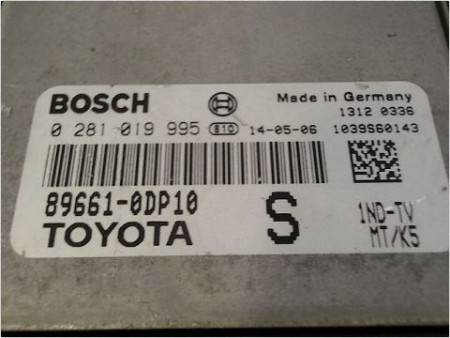 BOSCH Made in Germany
1312 0336
0 281 019 995 E10 14-05-06 1039S60143
89661-0DP10
TOYOTA
S
1ND-TV
MT/K5